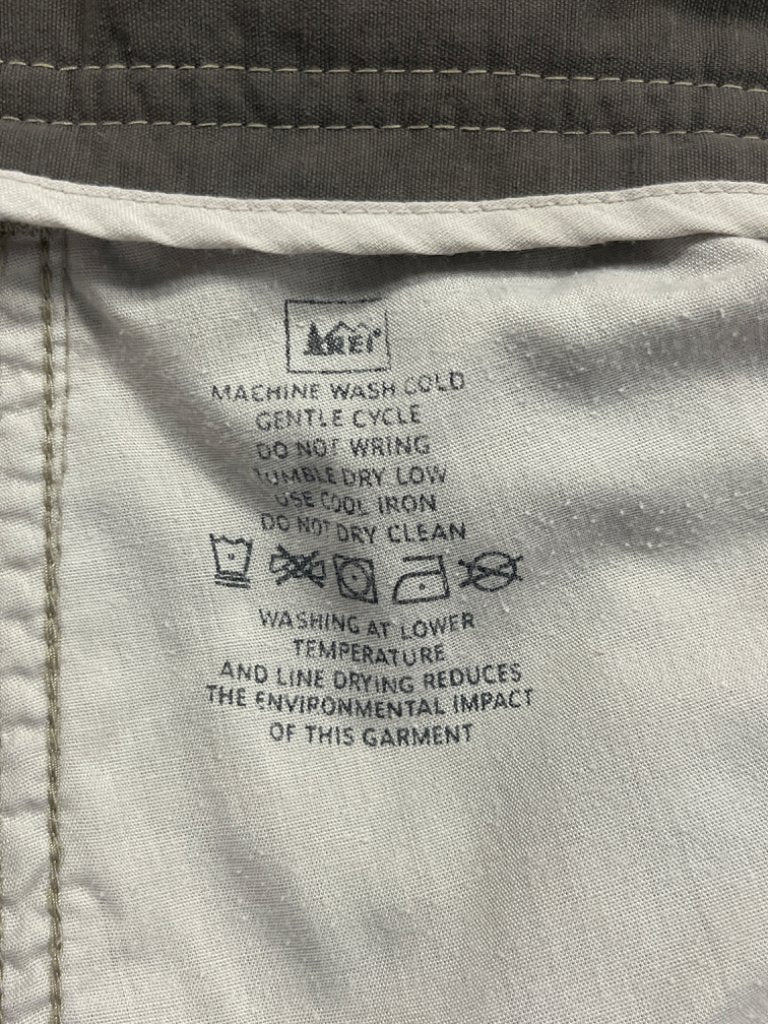 REI
MACHINE WASH COLD
GENTLE CYCLE
DO NOT WRING
TUMBLE DRY LOW
USE COOL IRON
DO NOT DRY CLEAN
WASHING AT LOWER
TEMPERATURE
AND LINE DRYING REDUCES
THE ENVIRONMENTAL IMPACT
OF THIS GARMENT